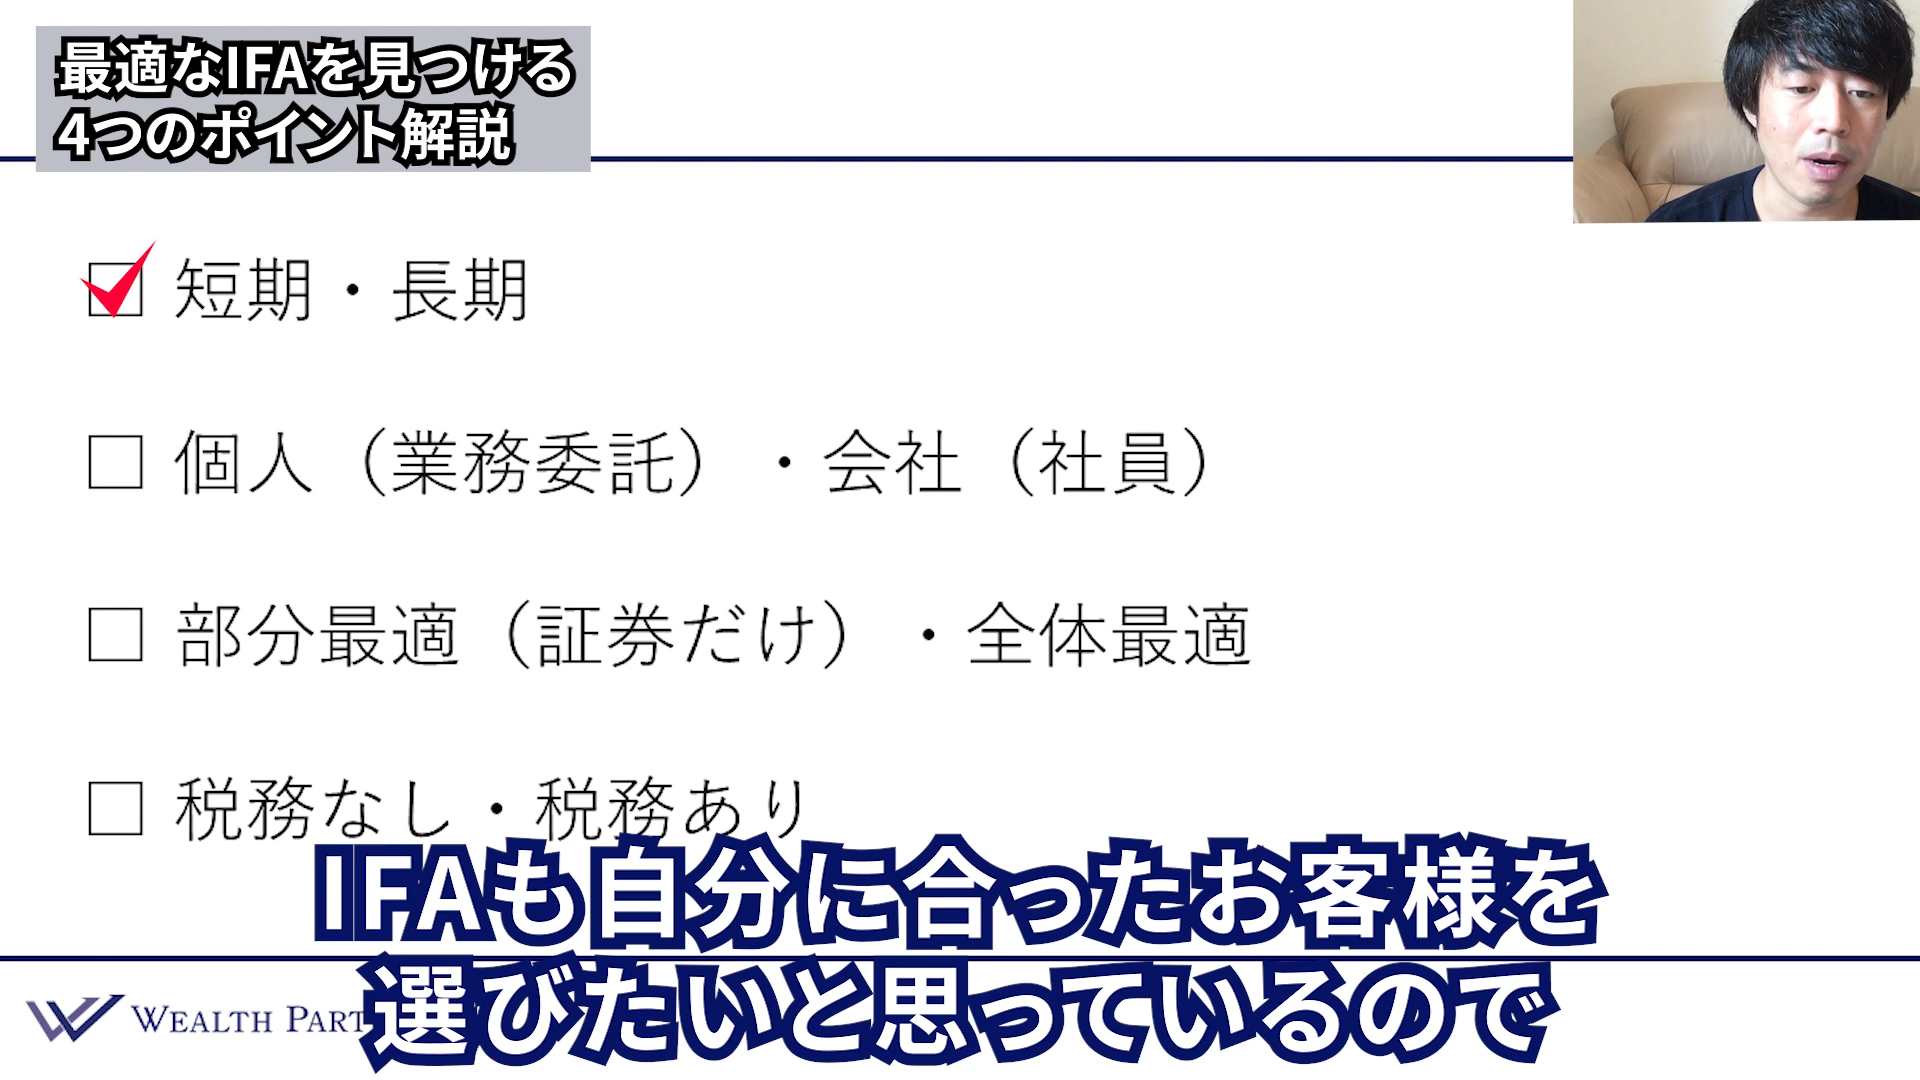 最適なIFAを見つける
4つのポイント解説
短期・長期
個人（業務委託）・会社（社員）
部分最適（証券だけ）・全体最適
税務なし・税務あり
IFAも自分に合ったお客様を
選びたいと思っているので
WEALTH PART